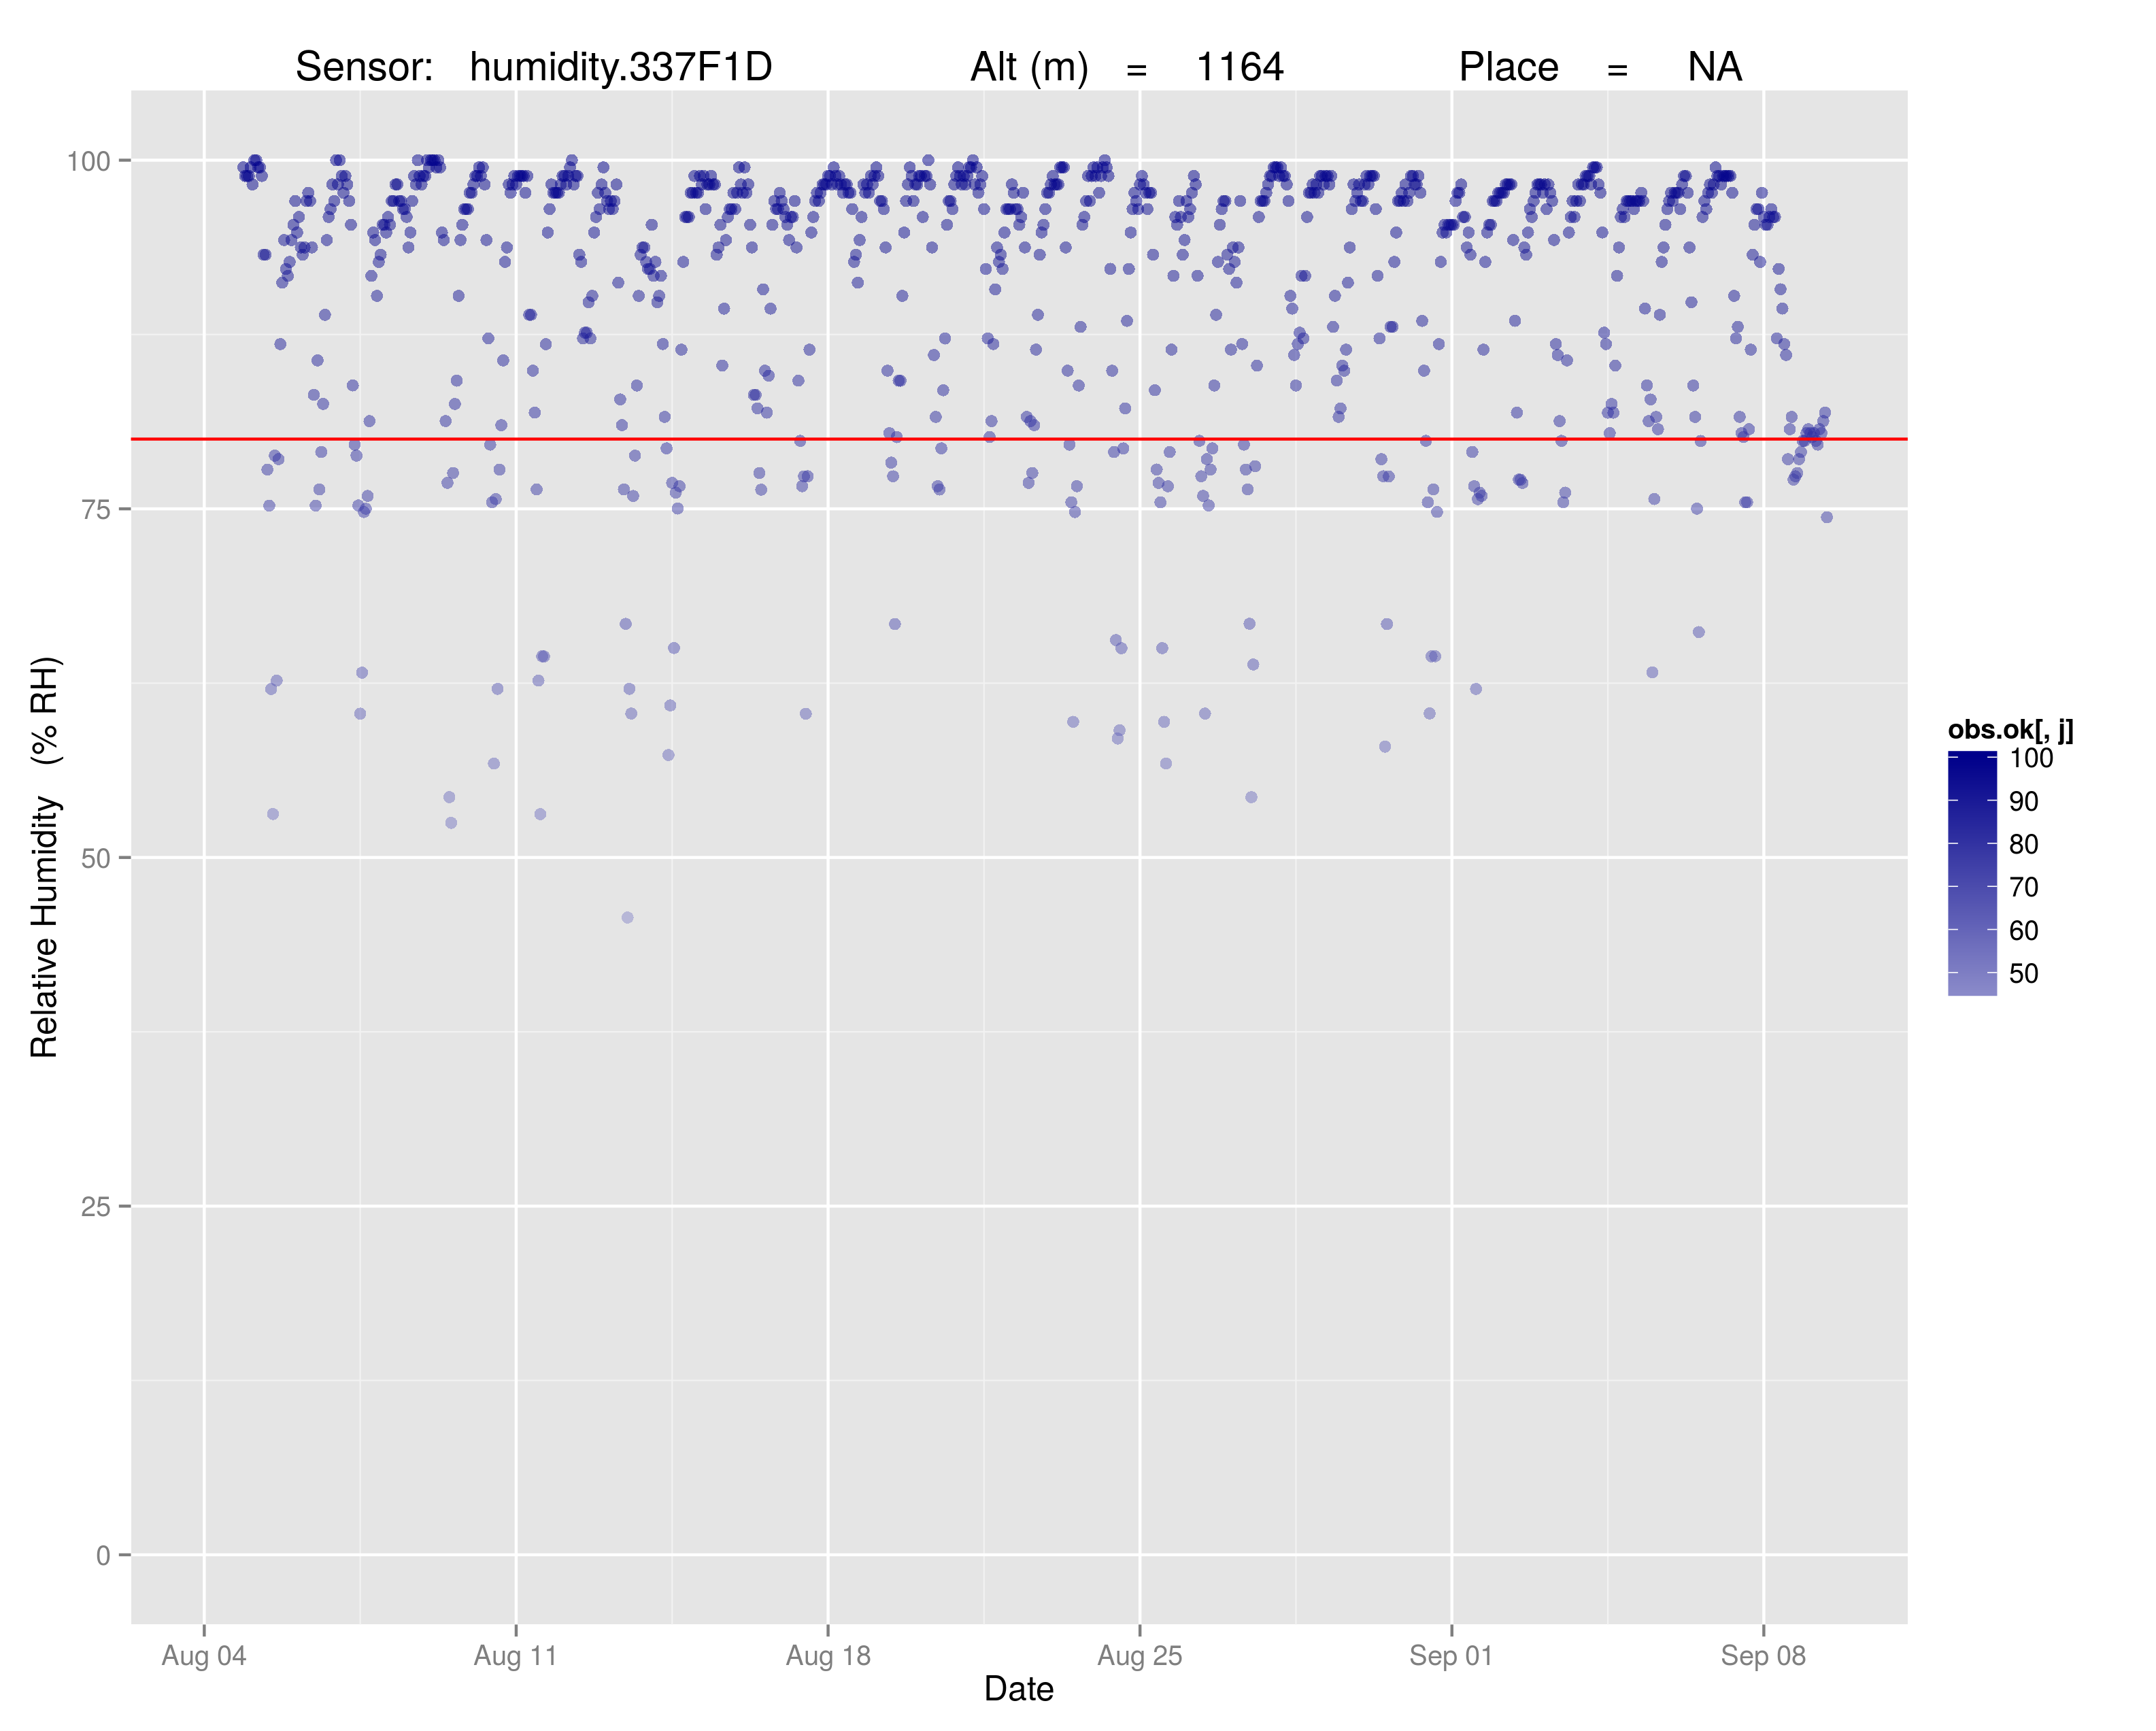 Sensor: humidity.337F1D Alt (m) = 1164 Place = NA
100
75
50
25
0
Relative Humidity (% RH)
Aug 04 Aug 11 Aug 18 Aug 25 Sep 01 Sep 08
Date
obs.ok[, j]
100
90
80
70
60
50